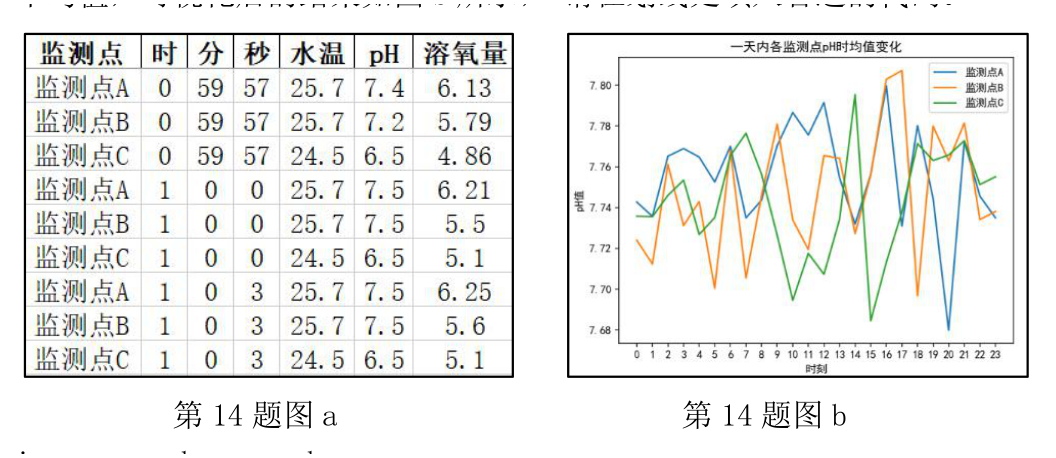 监测点 时 分 秒 水温 pH 溶氧量
监测点A 0 59 57 25.7 7.4 6.13
监测点B 0 59 57 25.7 7.2 5.79
监测点C 0 59 57 24.5 6.5 4.86
监测点A 1 0 0 25.7 7.5 6.21
监测点B 1 0 0 25.7 7.5 5.5
监测点C 1 0 0 24.5 6.5 5.1
监测点A 1 0 3 25.7 7.5 6.25
监测点B 1 0 3 25.7 7.5 5.6
监测点C 1 0 3 24.5 6.5 5.1
一天内各监测点pH时均值变化
监测点A
监测点B
监测点C
pH值
7.80
7.78
7.76
7.74
7.72
7.70
7.68
0 1 2 3 4 5 6 7 8 9 10 11 12 13 14 15 16 17 18 19 20 21 22 23
时刻
第 14 题图 a
第 14 题图 b